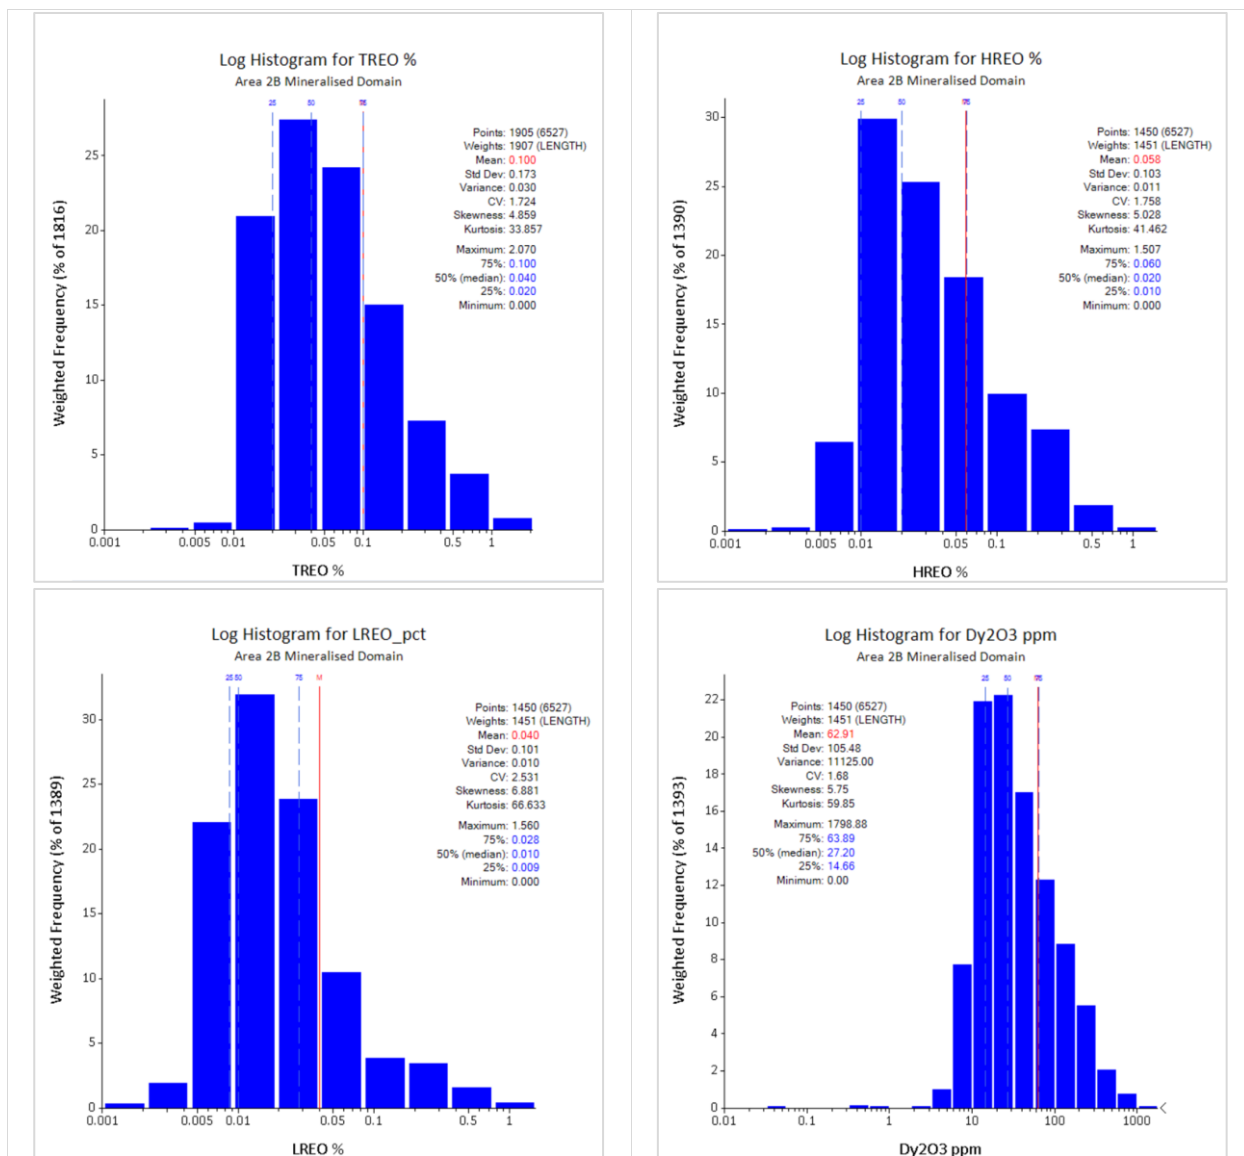 Log Histogram for TREO %
Area 2B Mineralised Domain
25 50
Points: 1905 (6527)
Weights: 1907 (LENGTH)
Mean: 0.100
Std Dev: 0.173
Variance: 0.030
CV: 1.724
Skewness: 4.859
Kurtosis: 33.857
Maximum: 2.070
75%: 0.100
50% (median): 0.040
25%: 0.020
Minimum: 0.000
Weighted Frequency (% of 1816)
25
20
15
10
5
0
0.001 0.005 0.01 0.05 0.1 0.5 1
TREO %
Log Histogram for HREO %
Area 2B Mineralised Domain
25 50
Points: 1450 (6527)
Weights: 1451 (LENGTH)
Mean: 0.058
Std Dev: 0.103
Variance: 0.011
CV: 1.758
Skewness: 5.028
Kurtosis: 41.462
Maximum: 1.507
75%: 0.060
50% (median): 0.020
25%: 0.010
Minimum: 0.000
Weighted Frequency (% of 1390)
30
25
20
15
10
5
0
0.001 0.005 0.01 0.05 0.1 0.5 1
HREO %
Log Histogram for LREO_pct
Area 2B Mineralised Domain
25 50 75 M
Points: 1450 (6527)
Weights: 1451 (LENGTH)
Mean: 0.040
Std Dev: 0.101
Variance: 0.010
CV: 2.531
Skewness: 6.881
Kurtosis: 66.633
Maximum: 1.560
75%: 0.028
50% (median): 0.010
25%: 0.009
Minimum: 0.000
Weighted Frequency (% of 1389)
30
25
20
15
10
5
0
0.001 0.005 0.01 0.05 0.1 0.5 1
LREO %
Log Histogram for Dy2O3 ppm
Area 2B Mineralised Domain
25 50
Points: 1450 (6527)
Weights: 1451 (LENGTH)
Mean: 62.91
Std Dev: 105.48
Variance: 11125.00
CV: 1.68
Skewness: 5.75
Kurtosis: 59.85
Maximum: 1798.88
75%: 63.89
50% (median): 27.20
25%: 14.66
Minimum: 0.00
Weighted Frequency (% of 1393)
22
20
18
16
14
12
10
8
6
4
2
0
0.01 0.1 1 10 100 1000
Dy2O3 ppm